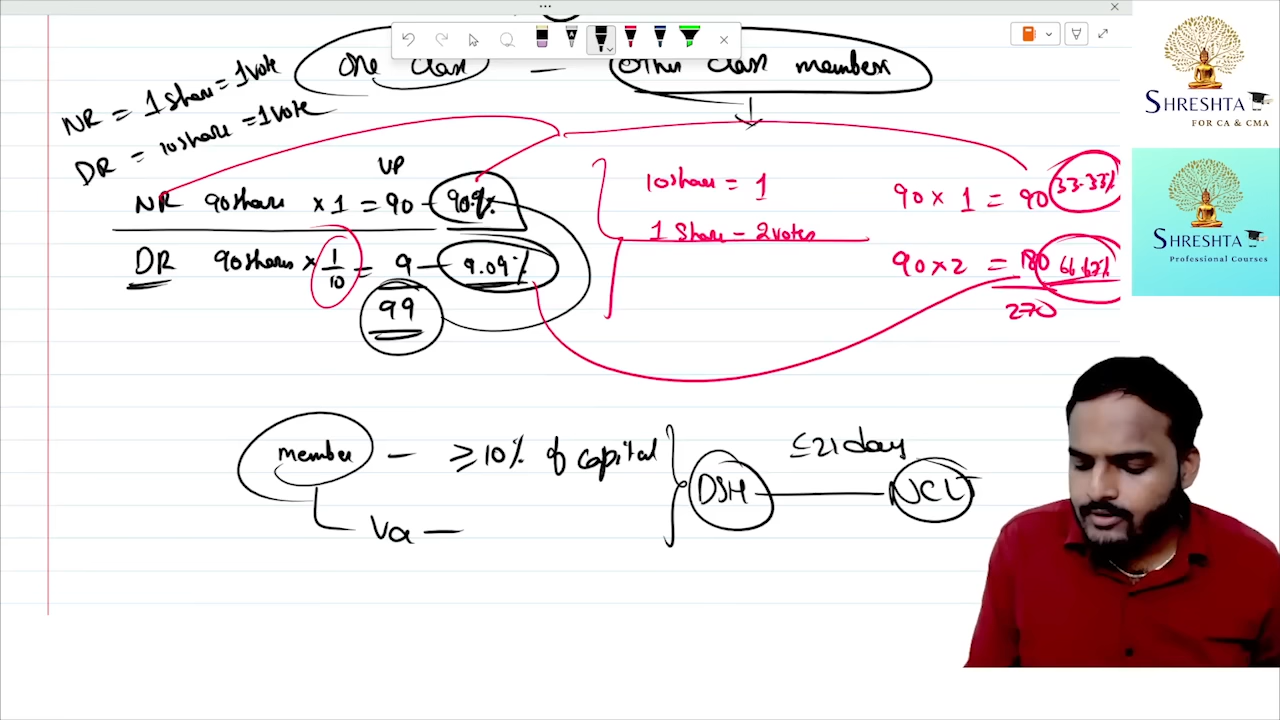 One class — Other class members
NR = 1 Share = 1 Vote
DR = 10 share = 1 Vote
VP
NR 90 share × 1 = 90 – 90%
DR 90 shares × 1/10 = 9 – 9.09%
99
10 share = 1
1 Share – 2 votes
90 × 1 = 90 33.33%
90 × 2 = 180 66.67%
270
member – ≥ 10% of capital
Va –
DSH
≤ 21 day
NCLT
SHRESHTA
FOR CA & CMA
SHRESHTA
Professional Courses